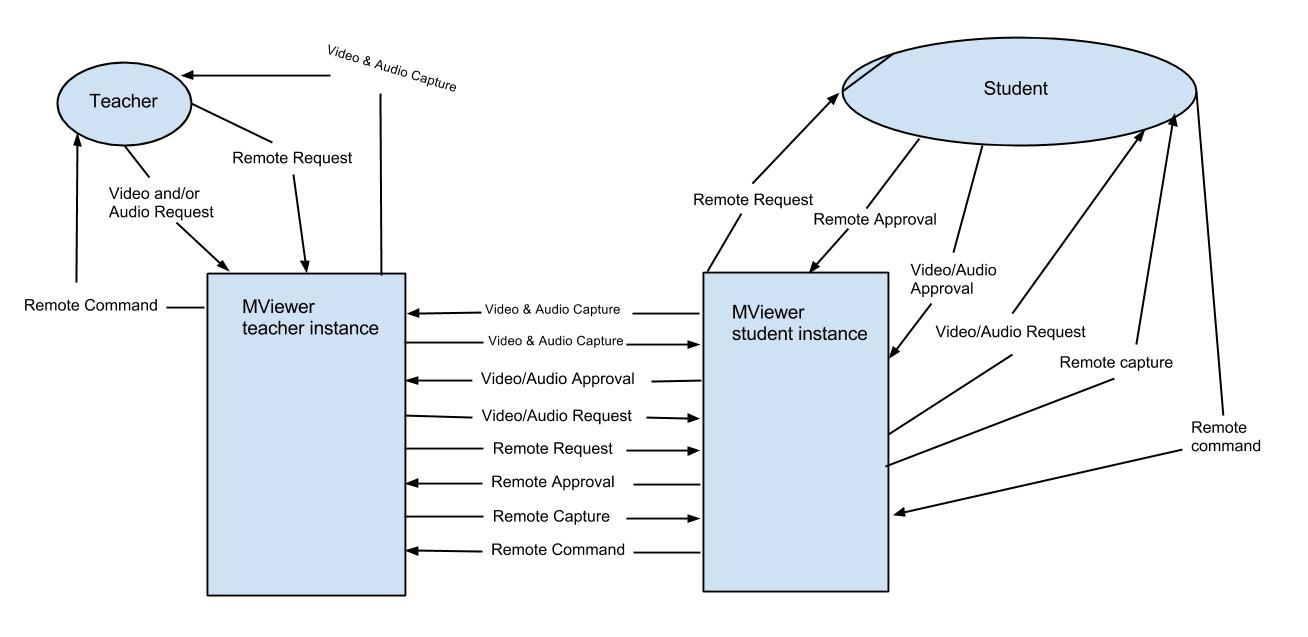 Video & Audio Capture
Teacher
Student
Remote Request
Video and/or
Audio Request
Remote Request
Remote Approval
Video/Audio
Approval
Remote Command
MViewer
teacher instance
Video & Audio Capture
MViewer
student instance
Video/Audio Request
Video & Audio Capture
Remote capture
Video/Audio Approval
Video/Audio Request
Remote
command
Remote Request
Remote Approval
Remote Capture
Remote Command